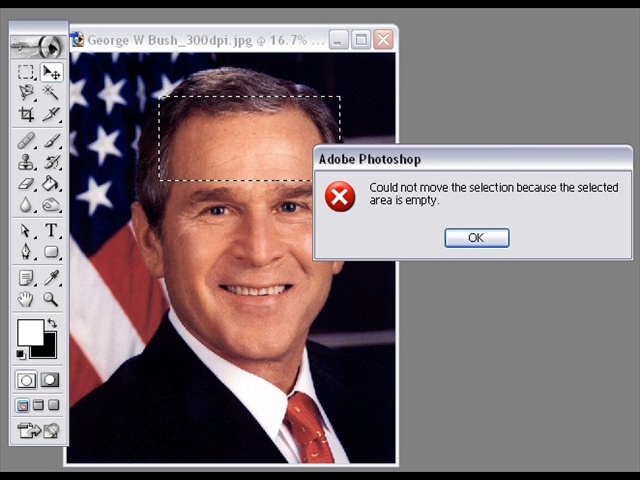 George W Bush_300dpi.jpg @ 16.7% ...
Adobe Photoshop
Could not move the selection because the selected
area is empty.
OK
T